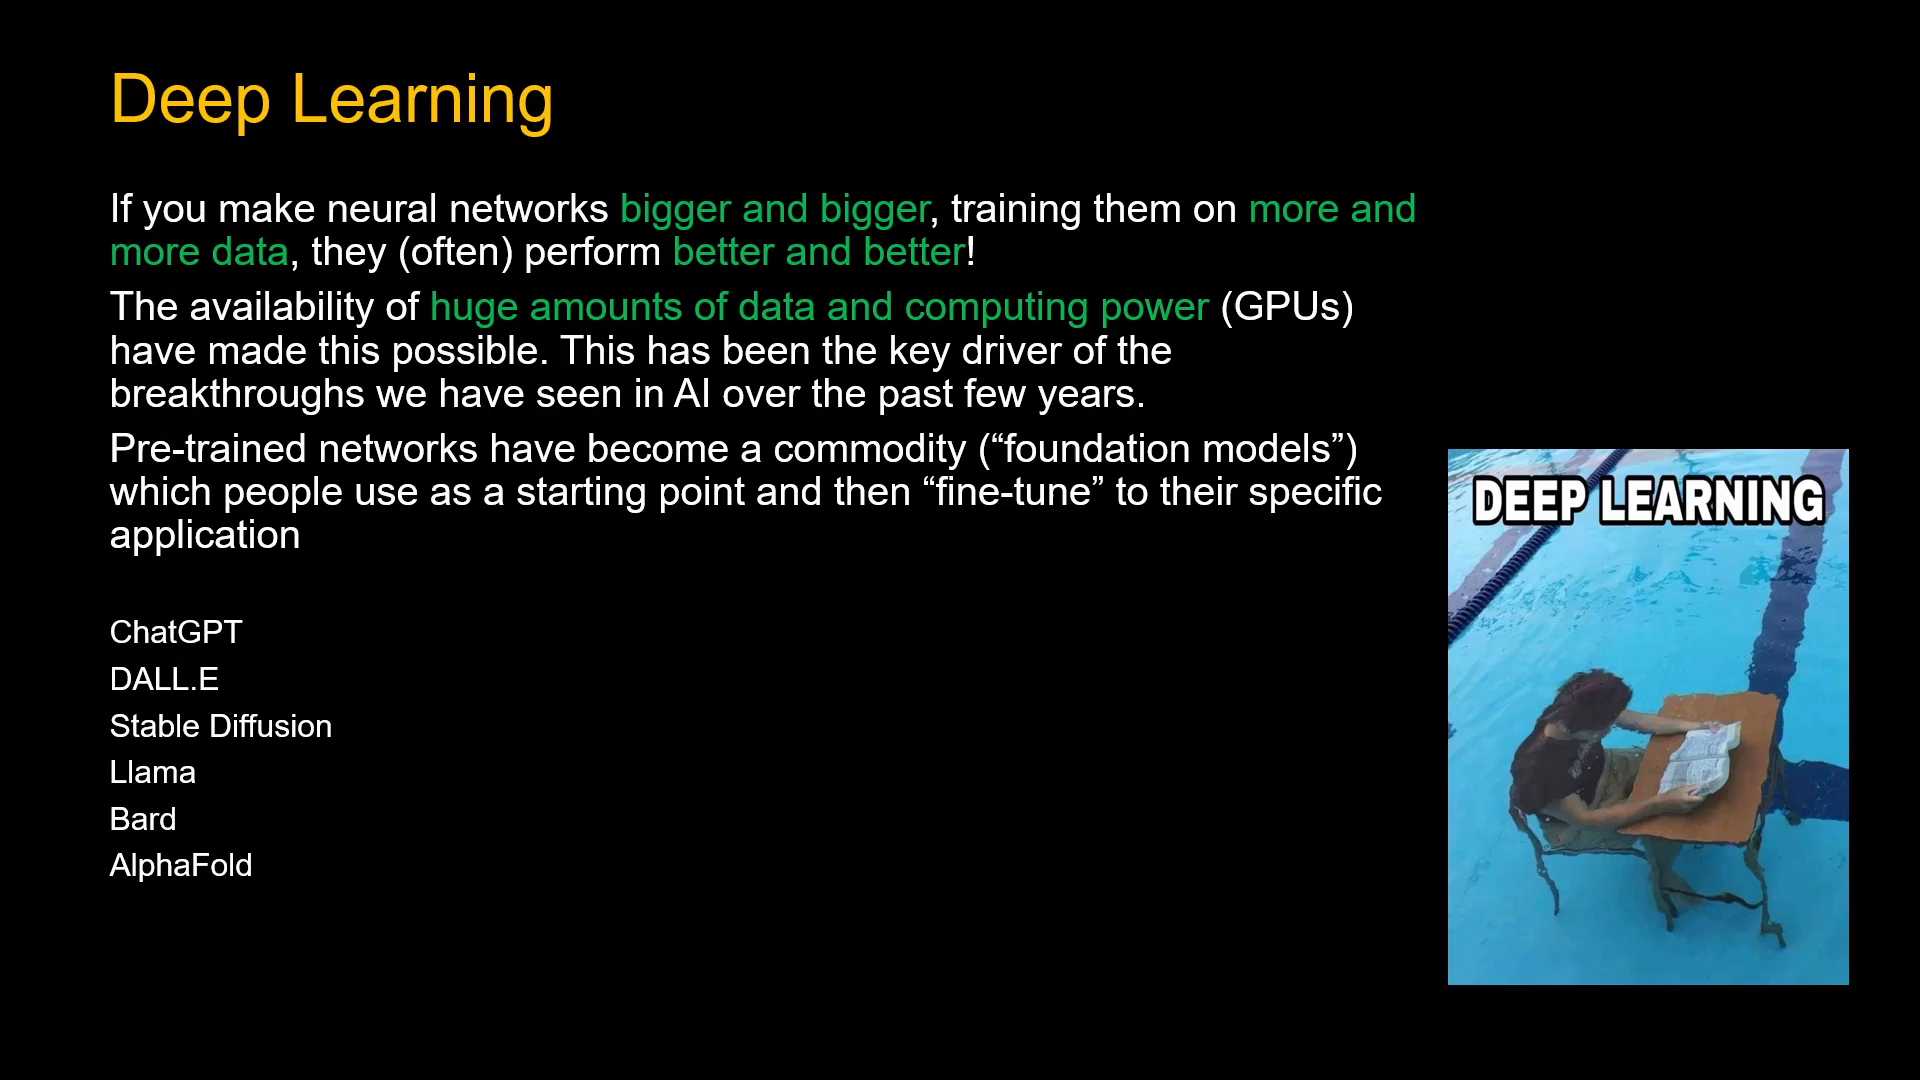 Deep Learning
If you make neural networks bigger and bigger, training them on more and
more data, they (often) perform better and better!
The availability of huge amounts of data and computing power (GPUs)
have made this possible. This has been the key driver of the
breakthroughs we have seen in AI over the past few years.
Pre-trained networks have become a commodity (“foundation models”)
which people use as a starting point and then “fine-tune” to their specific
application
ChatGPT
DALL.E
Stable Diffusion
Llama
Bard
AlphaFold
DEEP LEARNING